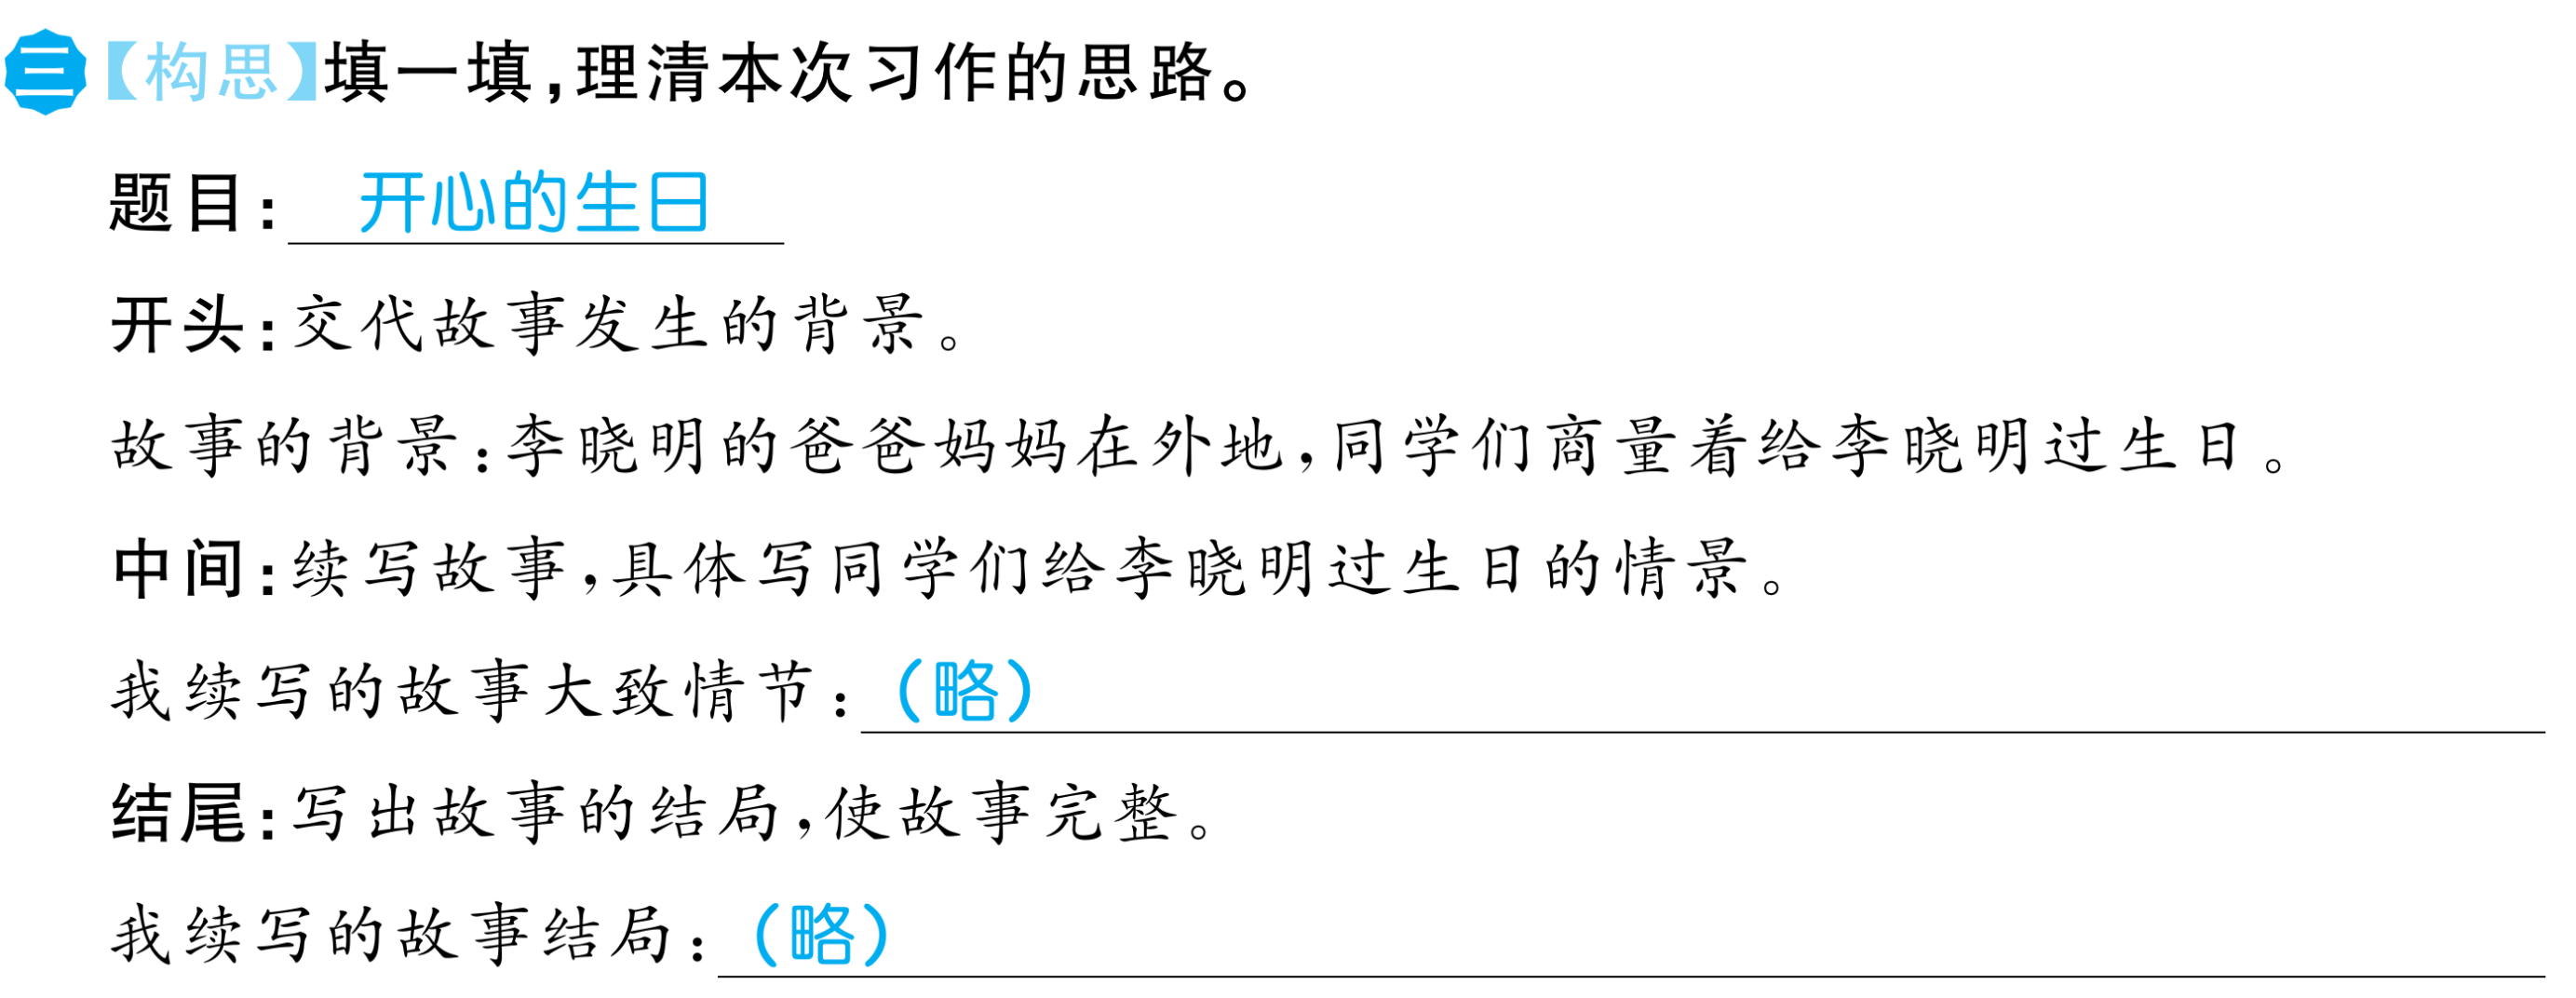 三【构思】填一填,理清本次习作的思路。
题目:开心的生日
开头:交代故事发生的背景。
故事的背景:李晓明的爸爸妈妈在外地,同学们商量着给李晓明过生日。
中间:续写故事,具体写同学们给李晓明过生日的情景。
我续写的故事大致情节:(略)
结尾:写出故事的结局,使故事完整。
我续写的故事结局:(略)